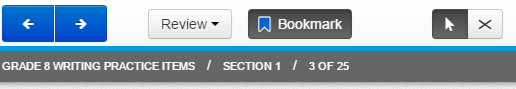 Review Bookmark
GRADE 8 WRITING PRACTICE ITEMS / SECTION 1 / 3 OF 25